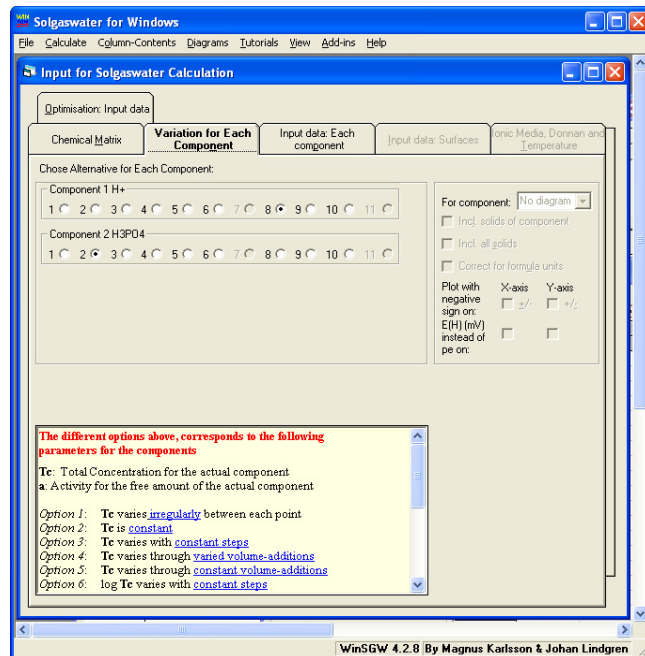 Solgaswater for Windows
File Calculate Column-Contents Diagrams Tutorials View Add-ins Help
Input for Solgaswater Calculation
Optimisation: Input data
Chemical Matrix
Variation for Each Component
Input data: Each component
Input data: Surfaces
Ionic Media, Donnan and Temperature
Chose Alternative for Each Component:
Component 1 H+
1 2 3 4 5 6 7 8 9 10 11
Component 2 H3PO4
1 2 3 4 5 6 7 8 9 10 11
For component: No diagram
Incl. solids of component
Incl. all solids
Correct for formula units
Plot with negative sign on:
X-axis Y-axis
+/- +/-
E(H) (mV) instead of pe on:
The different options above, corresponds to the following
parameters for the components
Tc: Total Concentration for the actual component
a: Activity for the free amount of the actual component
Option 1: Tc varies irregularly between each point
Option 2: Tc is constant
Option 3: Tc varies with constant steps
Option 4: Tc varies through varied volume-additions
Option 5: Tc varies through constant volume-additions
Option 6: log Tc varies with constant steps
WinSGW 4.2.8 By Magnus Karlsson & Johan Lindgren